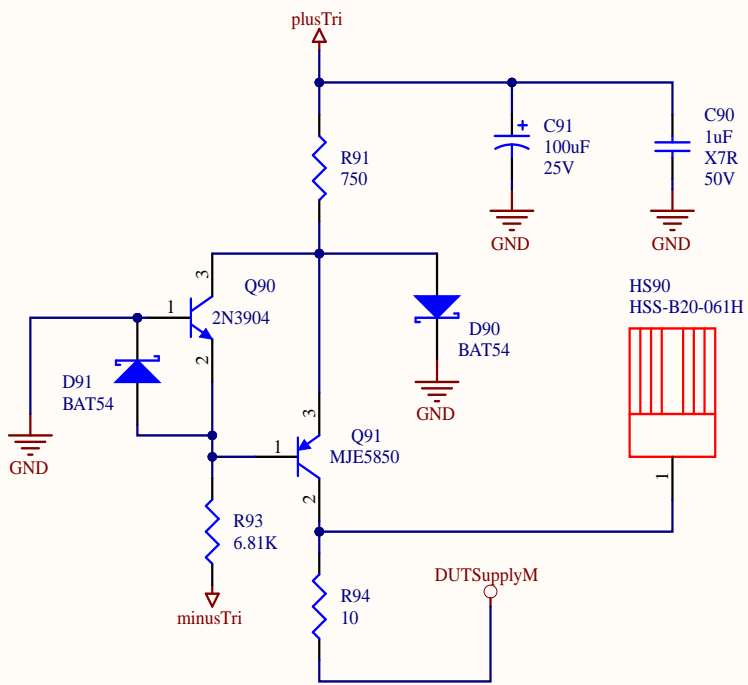 plusTri
C91
100uF
25V
C90
1uF
X7R
50V
R91
750
GND
GND
3
Q90
1
2N3904
2
HS90
HSS-B20-061H
D90
BAT54
D91
BAT54
GND
3
Q91
1
MJE5850
2
GND
1
R93
6.81K
DUTSupplyM
R94
10
minusTri